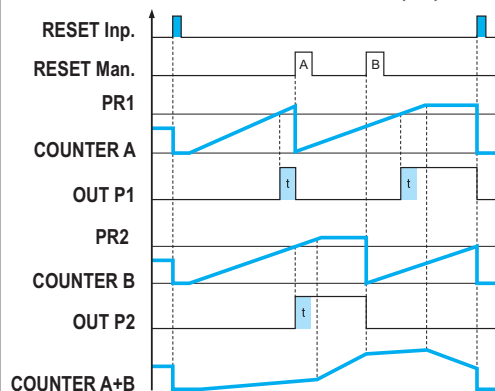 RESET Inp.
RESET Man.
A
B
PR1
COUNTER A
OUT P1
t
t
PR2
COUNTER B
OUT P2
t
COUNTER A+B